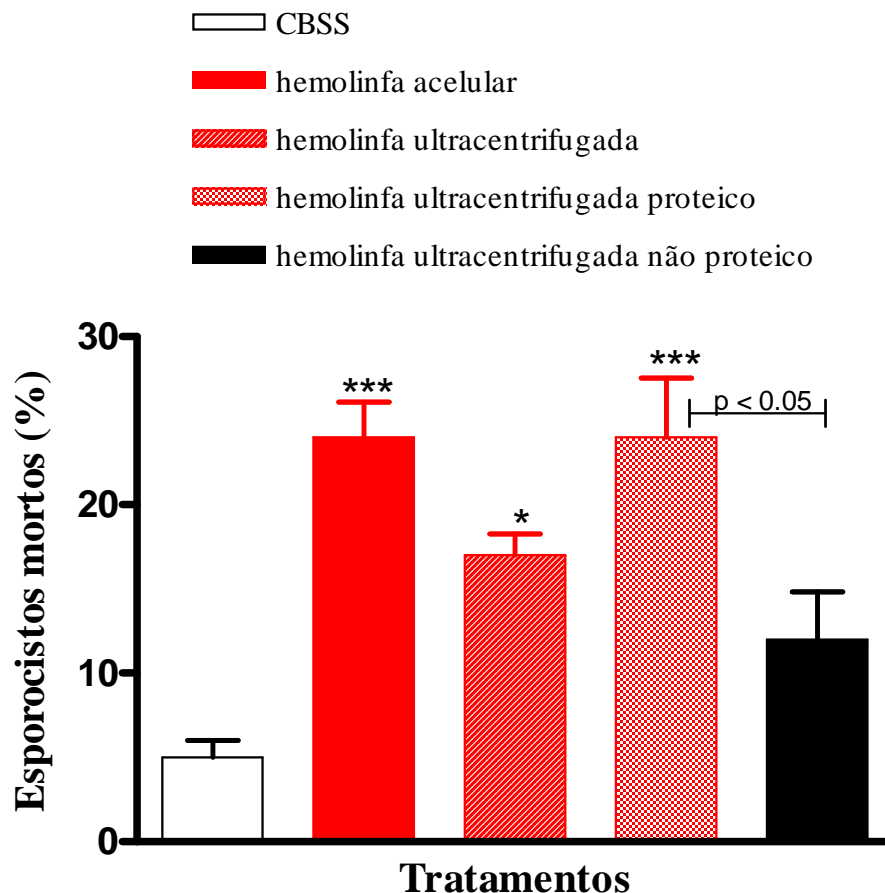 CBSS
hemolinfa acelular
hemolinfa ultracentrifugada
hemolinfa ultracentrifugada proteico
hemolinfa ultracentrifugada não proteico
30
20
10
0
Esporocistos mortos (%)
***
*
***
p < 0.05
Tratamentos